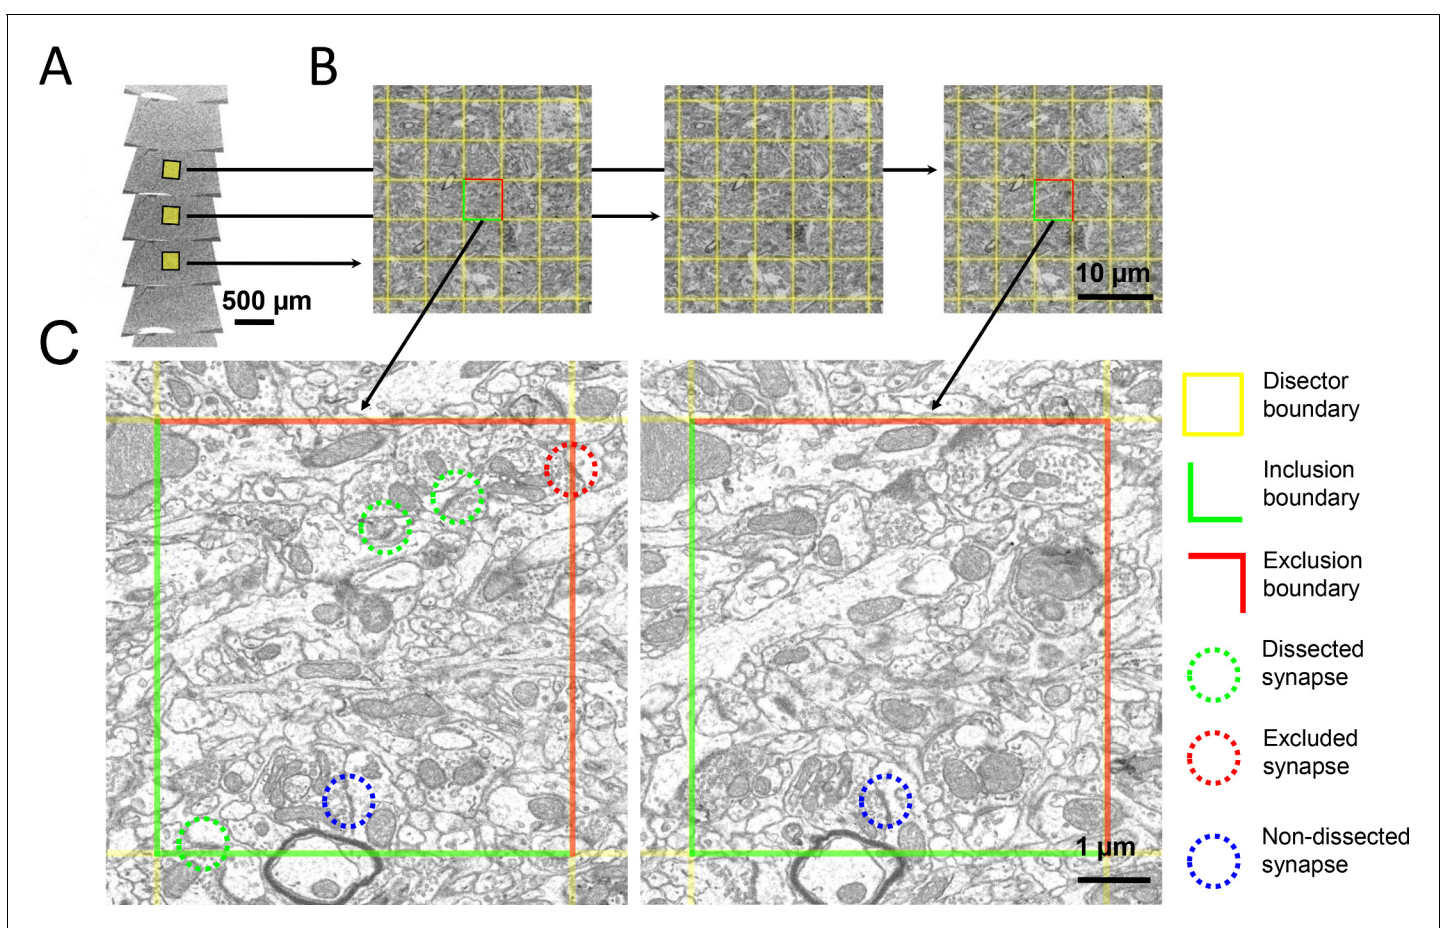 A
B
500 µm
10 µm
C
Disector
boundary
Inclusion
boundary
Exclusion
boundary
Dissected
synapse
Excluded
synapse
1 µm
Non-dissected
synapse